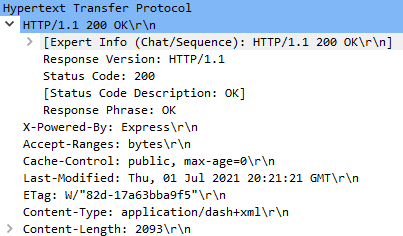 Hypertext Transfer Protocol
HTTP/1.1 200 OK\r\n
[Expert Info (Chat/Sequence): HTTP/1.1 200 OK\r\n]
Response Version: HTTP/1.1
Status Code: 200
[Status Code Description: OK]
Response Phrase: OK
X-Powered-By: Express\r\n
Accept-Ranges: bytes\r\n
Cache-Control: public, max-age=0\r\n
Last-Modified: Thu, 01 Jul 2021 20:21:21 GMT\r\n
ETag: W/"82d-17a63bba9f5"\r\n
Content-Type: application/dash+xml\r\n
Content-Length: 2093\r\n